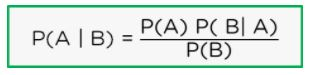 P(A | B) = P(A) P( B| A)
P(B)